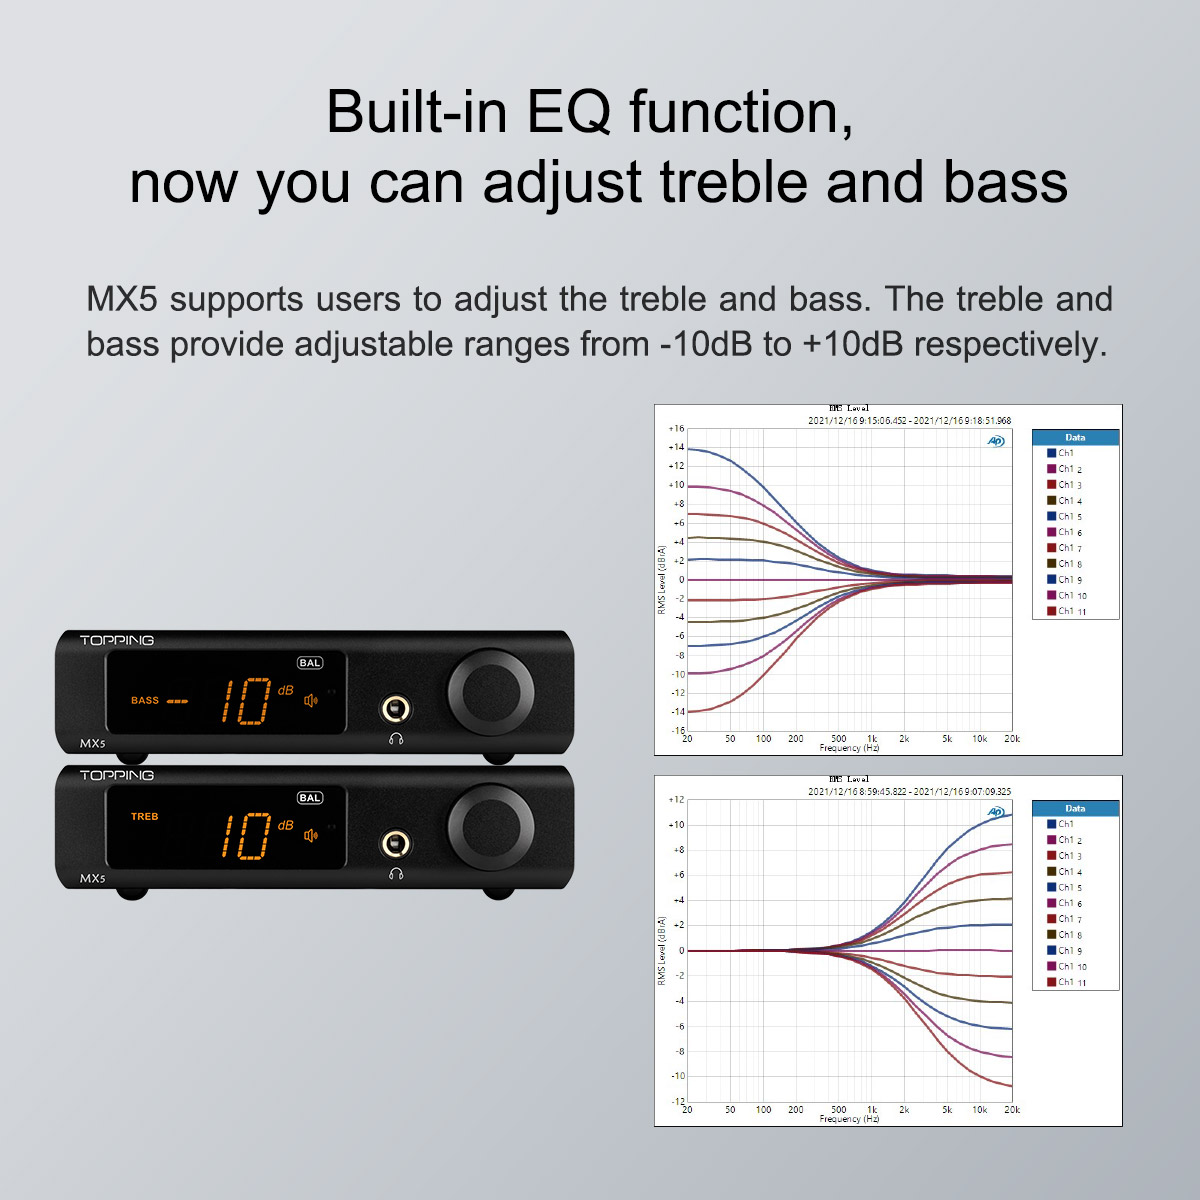 Built-in EQ function,
now you can adjust treble and bass
MX5 supports users to adjust the treble and bass. The treble and
bass provide adjustable ranges from -10dB to +10dB respectively.
TOPPING
BAL
BASS
10 dB
MX5
TOPPING
BAL
TREB
10 dB
MX5
RMS Level
2021/12/16 9:15:06.452 - 2021/12/16 9:18:51.968
+16
+14
+12
+10
+8
+6
+4
+2
0
-2
-4
-6
-8
-10
-12
-14
-16
RMS Level (dBrA)
20 50 100 200 500 1k 2k 5k 10k 20k
Frequency (Hz)
AP
Data
Ch1
Ch1 2
Ch1 3
Ch1 4
Ch1 5
Ch1 6
Ch1 7
Ch1 8
Ch1 9
Ch1 10
Ch1 11
RMS Level
2021/12/16 8:59:45.822 - 2021/12/16 9:07:09.325
+12
+10
+8
+6
+4
+2
0
-2
-4
-6
-8
-10
-12
RMS Level (dBrA)
20 50 100 200 500 1k 2k 5k 10k 20k
Frequency (Hz)
AP
Data
Ch1
Ch1 2
Ch1 3
Ch1 4
Ch1 5
Ch1 6
Ch1 7
Ch1 8
Ch1 9
Ch1 10
Ch1 11